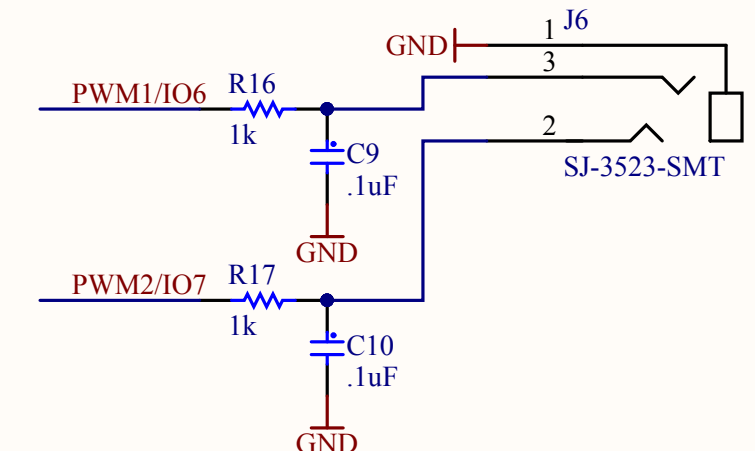 J6
GND
1
3
PWM1/IO6
R16
1k
C9
.1uF
GND
2
SJ-3523-SMT
PWM2/IO7
R17
1k
C10
.1uF
GND